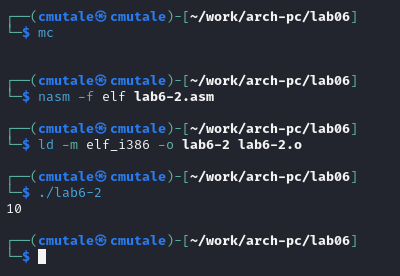 ┌──(cmutale㉿cmutale)-[~/work/arch-pc/lab06]
└─$ mc
┌──(cmutale㉿cmutale)-[~/work/arch-pc/lab06]
└─$ nasm -f elf lab6-2.asm
┌──(cmutale㉿cmutale)-[~/work/arch-pc/lab06]
└─$ ld -m elf_i386 -o lab6-2 lab6-2.o
┌──(cmutale㉿cmutale)-[~/work/arch-pc/lab06]
└─$ ./lab6-2
10
┌──(cmutale㉿cmutale)-[~/work/arch-pc/lab06]
└─$